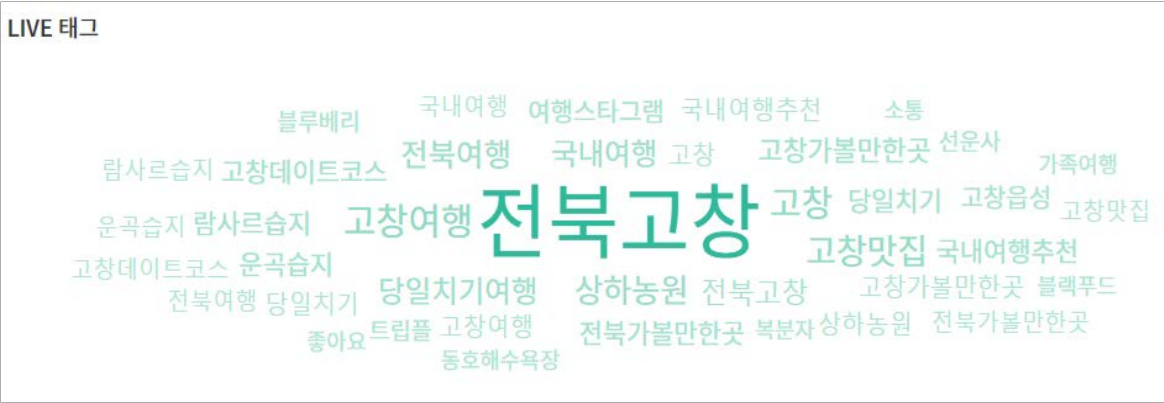 LIVE 태그
국내여행 여행스타그램 국내여행추천 소통
블루베리
전북여행 국내여행 고창 고창가볼만한곳 선운사
람사르습지 고창데이트코스 가족여행
운곡습지 람사르습지 고창여행 전북고창 고창 당일치기 고창읍성 고창맛집
고창데이트코스 운곡습지 고창맛집 국내여행추천
전북여행 당일치기 당일치기여행 상하농원 전북고창 고창가볼만한곳 블랙푸드
좋아요 트립플 고창여행 전북가볼만한곳 복분자 상하농원 전북가볼만한곳
동호해수욕장